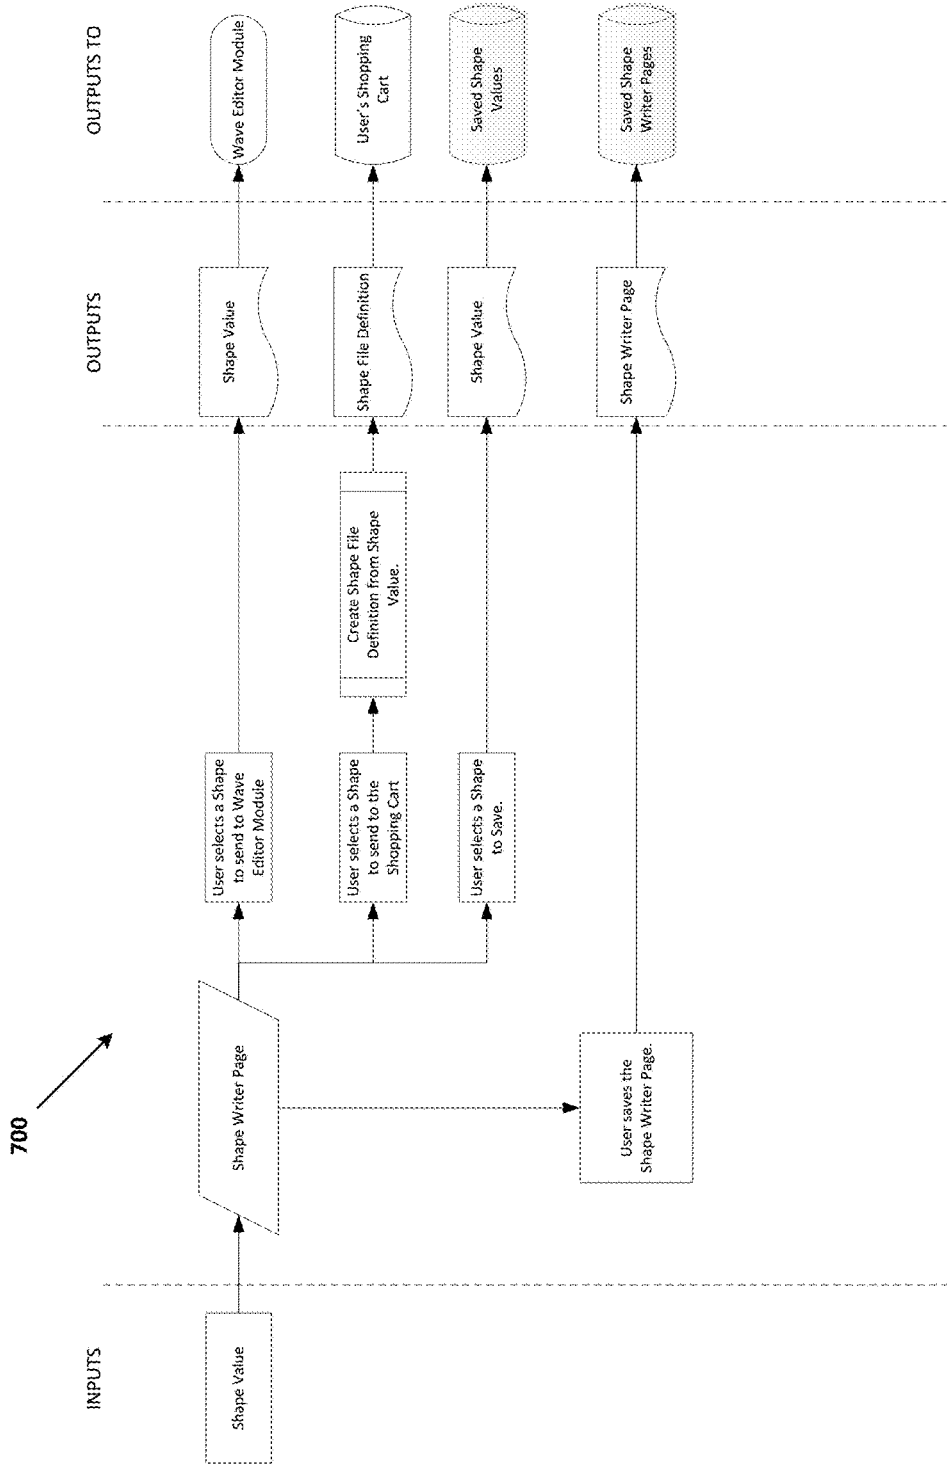 700
INPUTS
OUTPUTS
OUTPUTS TO
Shape Value
Shape Writer Page
User selects a Shape
to send to Wave
Editor Module
Shape Value
Wave Editor Module
User selects a Shape
to send to the
Shopping Cart
Create Shape File
Definition from Shape
Value.
Shape File Definition
User's Shopping
Cart
User selects a Shape
to Save.
Shape Value
Saved Shape
Values
User saves the
Shape Writer Page.
Shape Writer Page
Saved Shape
Writer Pages